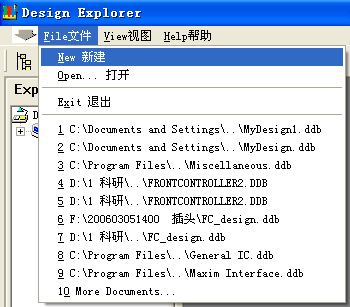 Design Explorer
File文件 View视图 Help帮助
New 新建
Open... 打开
Exp
Exit 退出
D
1 C:\Documents and Settings\..\MyDesign1.ddb
2 C:\Documents and Settings\..\MyDesign.ddb
3 C:\Program Files\..\Miscellaneous.ddb
4 D:\1 科研\..\FRONTCONTROLLER2.DDB
5 D:\1 科研\..\FRONTCONTROLLER2.DDB
6 F:\200603051400 插头\FC_design.ddb
7 D:\1 科研\..\FC_design.ddb
8 C:\Program Files\..\General IC.ddb
9 C:\Program Files\..\Maxim Interface.ddb
10 More Documents...